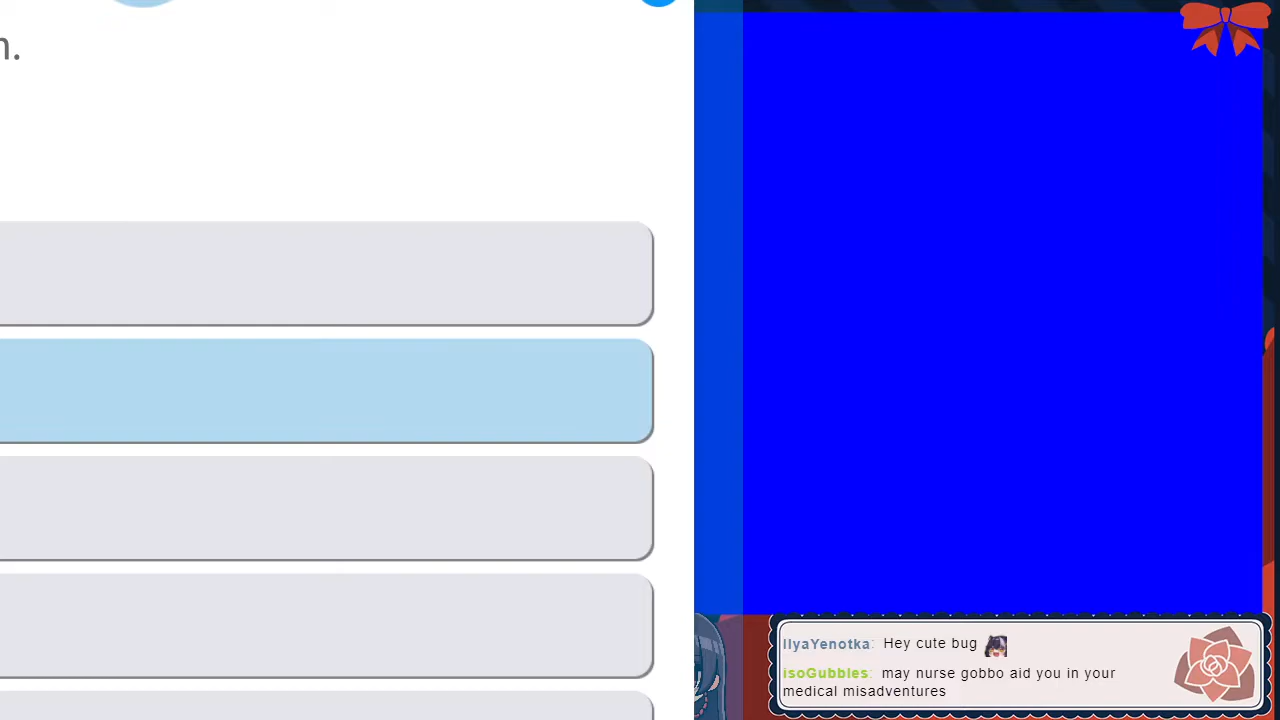 n.
IlyaYenotka: Hey cute bug
isoGubbles: may nurse gobbo aid you in your
medical misadventures